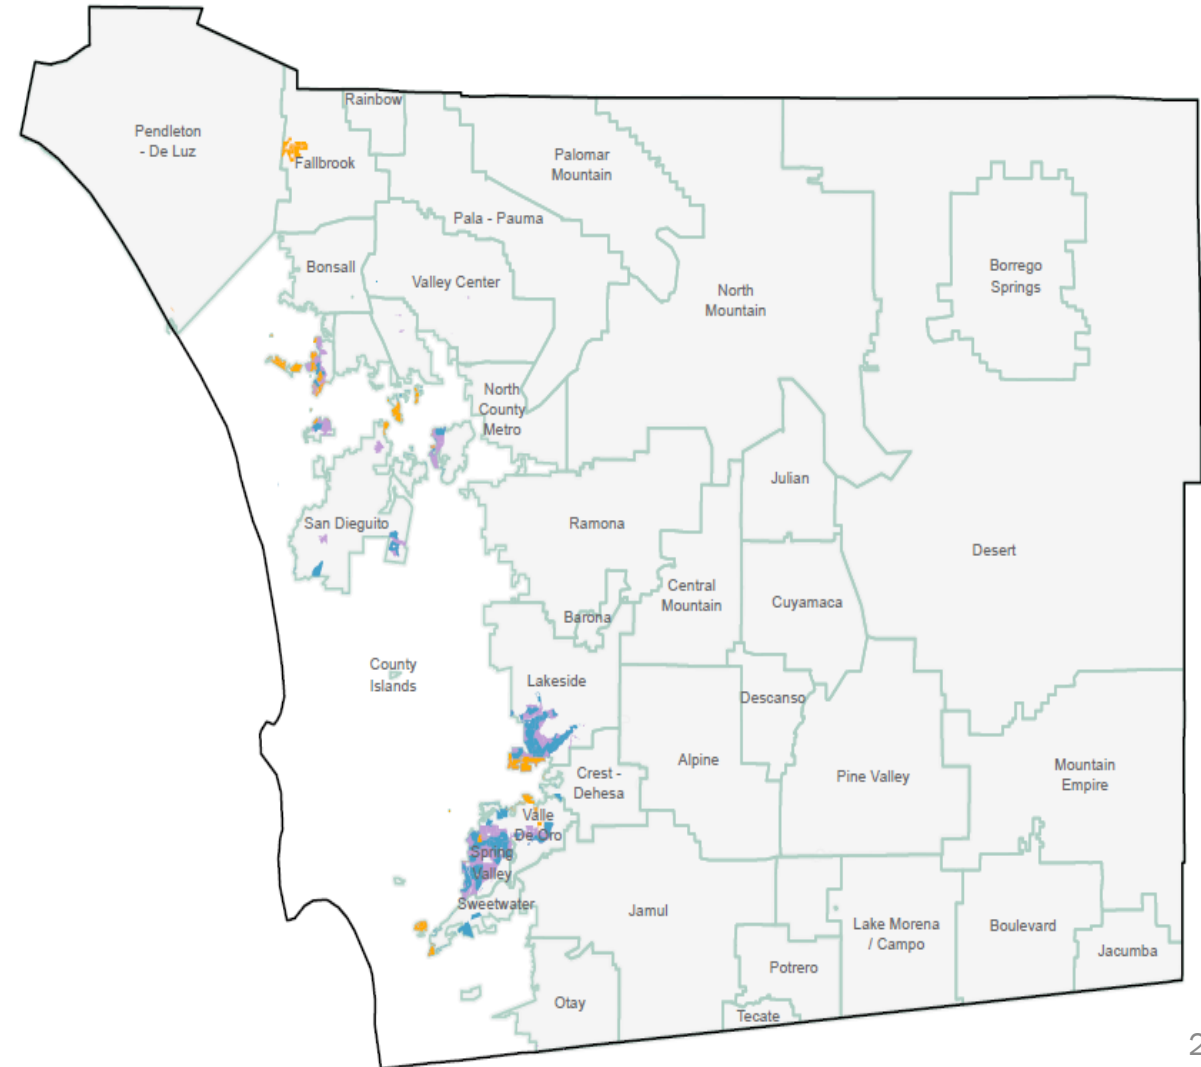 Rainbow
Pendleton
- De Luz
Fallbrook
Palomar
Mountain
Pala - Pauma
Bonsall
Valley Center
North
Mountain
Borrego
Springs
North
County
Metro
Julian
San Dieguito
Ramona
Desert
Central
Mountain
Cuyamaca
Barona
County
Islands
Lakeside
Descanso
Alpine
Crest -
Dehesa
Pine Valley
Mountain
Empire
Valle
De Oro
Spring
Valley
Sweetwater
Jamul
Lake Morena
/ Campo
Boulevard
Jacumba
Potrero
Otay
Tecate
2